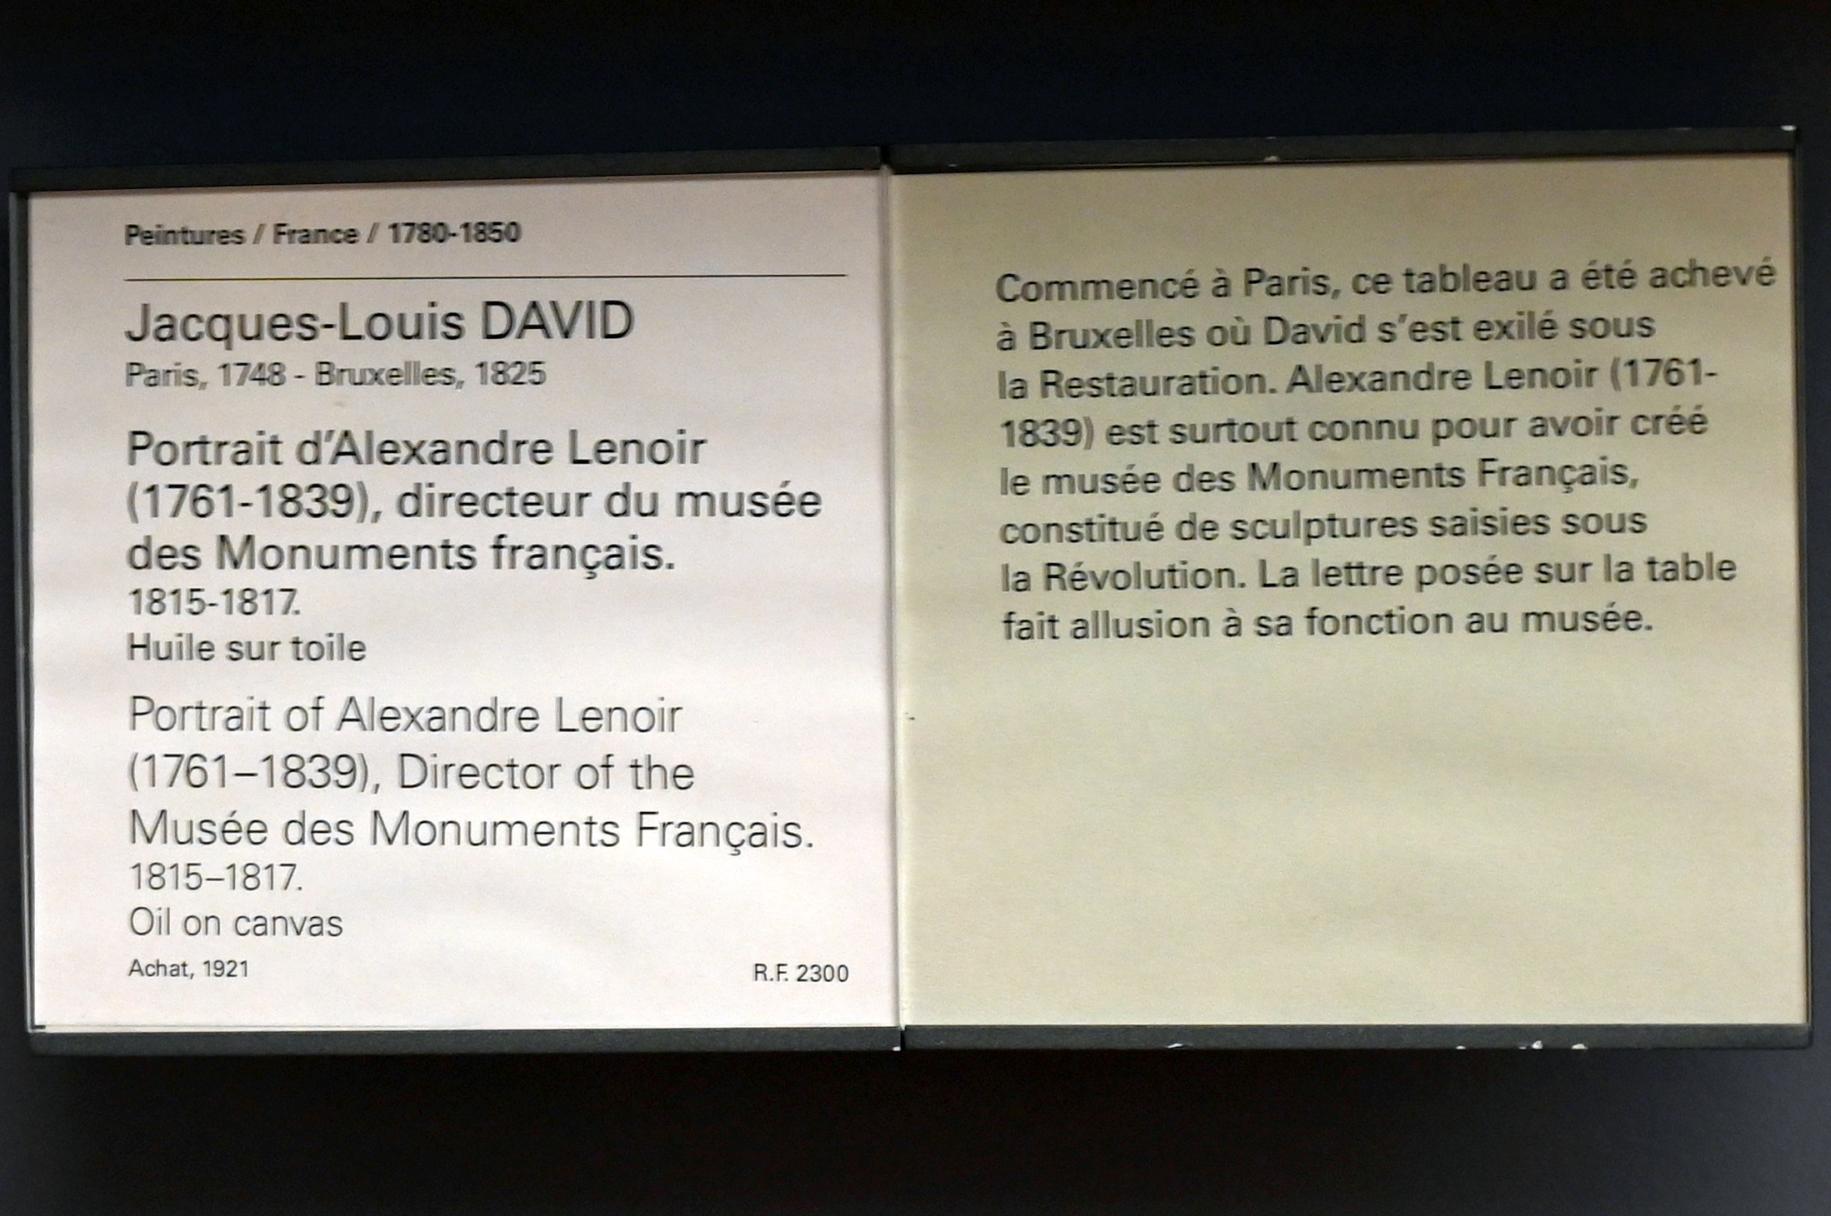 Peintures / France / 1780-1850
Jacques-Louis DAVID
Paris, 1748 - Bruxelles, 1825
Portrait d'Alexandre Lenoir
(1761-1839), directeur du musée
des Monuments français.
1815-1817.
Huile sur toile
Portrait of Alexandre Lenoir
(1761–1839), Director of the
Musée des Monuments Français.
1815–1817.
Oil on canvas
Achat, 1921
R.F. 2300
Commencé à Paris, ce tableau a été achevé
à Bruxelles où David s'est exilé sous
la Restauration. Alexandre Lenoir (1761-
1839) est surtout connu pour avoir créé
le musée des Monuments Français,
constitué de sculptures saisies sous
la Révolution. La lettre posée sur la table
fait allusion à sa fonction au musée.